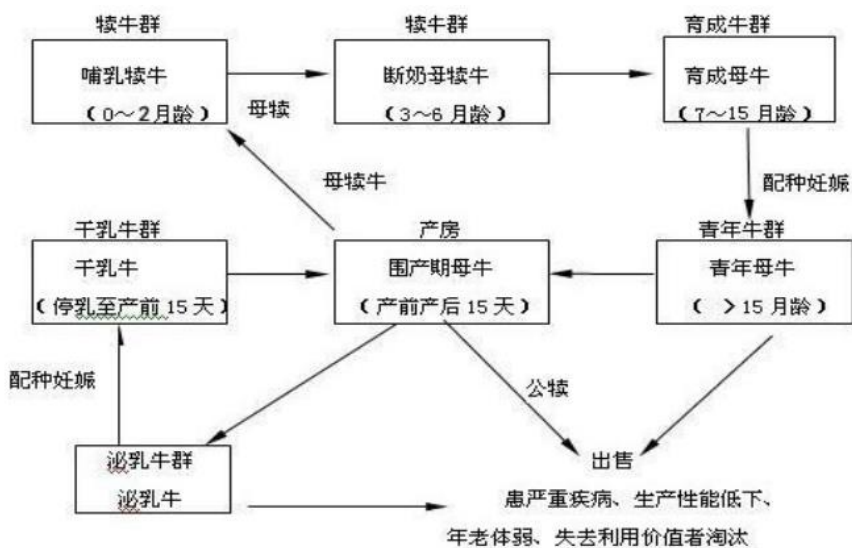 犊牛群
犊牛群
育成牛群
哺乳犊牛
（0～2月龄）
母犊
断奶母犊牛
（3～6月龄）
育成母牛
（7～15月龄）
母犊牛
配种妊娠
干乳牛群
产房
青年牛群
干乳牛
（停乳至产前15天）
围产期母牛
（产前产后15天）
青年母牛
（ ＞15月龄）
配种妊娠
公犊
泌乳牛群
泌乳牛
出售
患严重疾病、生产性能低下、
年老体弱、失去利用价值者淘汰